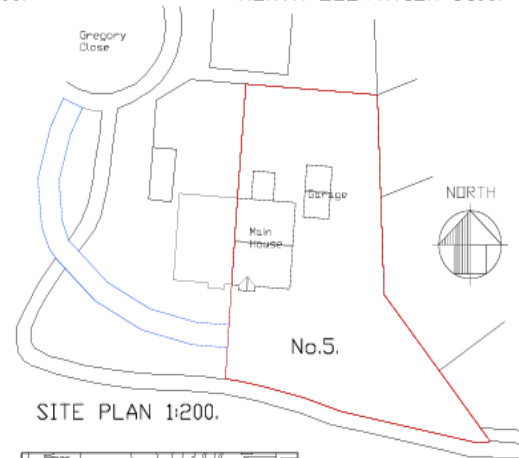 Gregory
Close
Garage
NORTH
Main
House
No.5.
SITE PLAN 1:200.